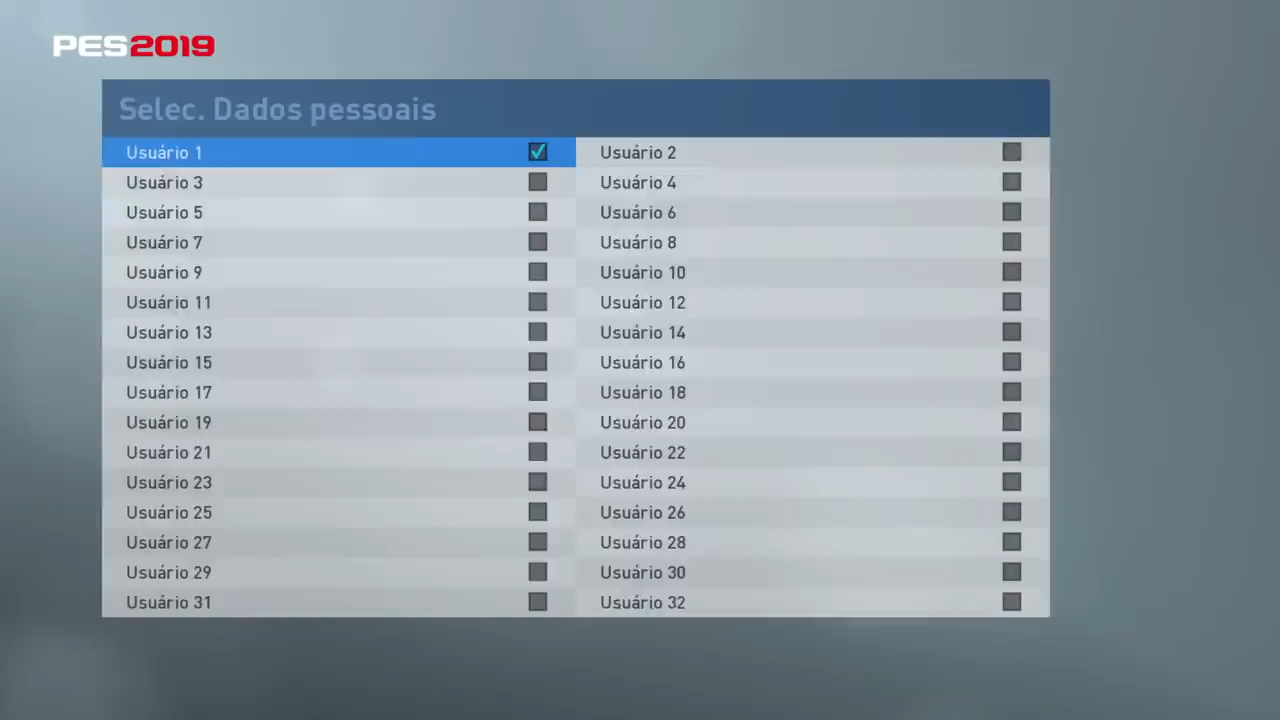 PES2019
Selec. Dados pessoais
Usuário 1
Usuário 2
Usuário 3
Usuário 4
Usuário 5
Usuário 6
Usuário 7
Usuário 8
Usuário 9
Usuário 10
Usuário 11
Usuário 12
Usuário 13
Usuário 14
Usuário 15
Usuário 16
Usuário 17
Usuário 18
Usuário 19
Usuário 20
Usuário 21
Usuário 22
Usuário 23
Usuário 24
Usuário 25
Usuário 26
Usuário 27
Usuário 28
Usuário 29
Usuário 30
Usuário 31
Usuário 32